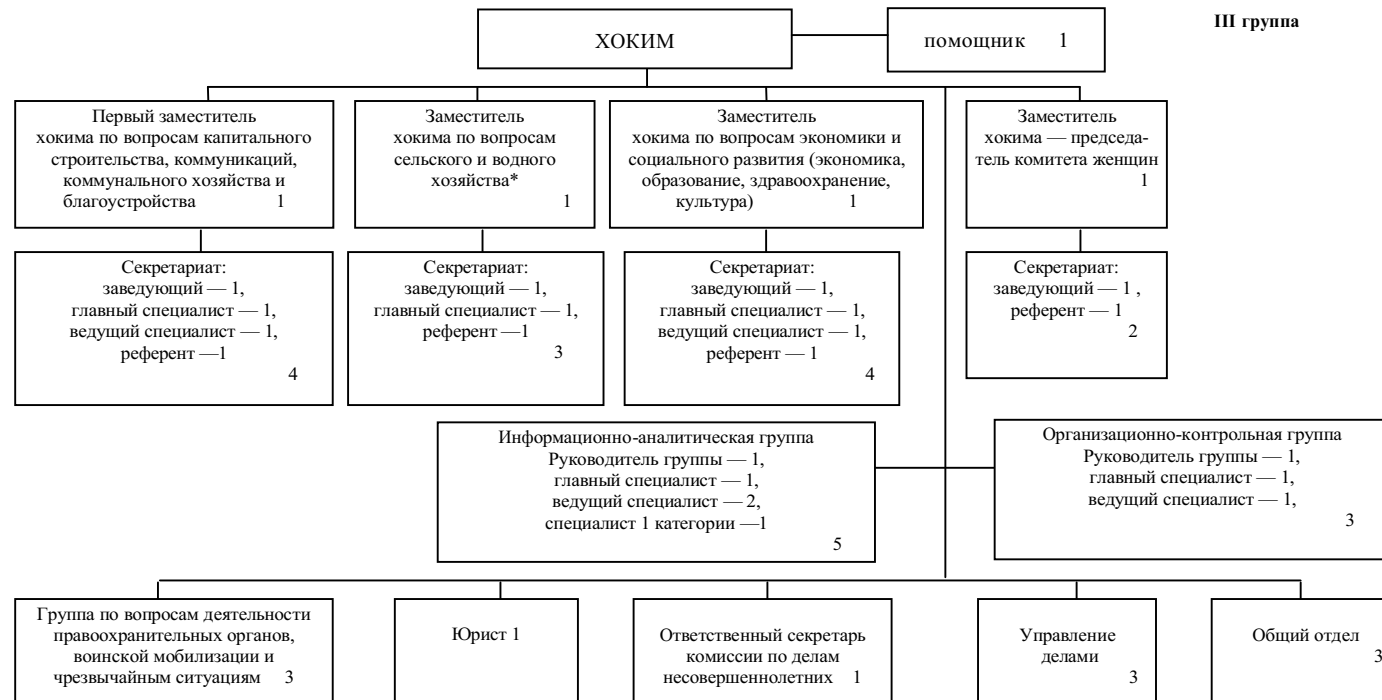 III группа
ХОКИМ
помощник 1
Первый заместитель
хокима по вопросам капитального
строительства, коммуникаций,
коммунального хозяйства и
благоустройства 1
Заместитель
хокима по вопросам
сельского и водного
хозяйства*
1
Заместитель
хокима по вопросам экономики и
социального развития (экономика,
образование, здравоохранение,
культура) 1
Заместитель
хокима — председа-
тель комитета женщин
1
Секретариат:
заведующий — 1,
главный специалист — 1,
ведущий специалист — 1,
референт —1
4
Секретариат:
заведующий — 1,
главный специалист — 1,
референт —1
3
Секретариат:
заведующий — 1,
главный специалист — 1,
ведущий специалист — 1,
референт — 1
4
Секретариат:
заведующий — 1 ,
референт — 1
2
Информационно-аналитическая группа
Руководитель группы — 1,
главный специалист — 1,
ведущий специалист — 2,
специалист 1 категории —1
5
Организационно-контрольная группа
Руководитель группы — 1,
главный специалист — 1,
ведущий специалист — 1,
3
Группа по вопросам деятельности
правоохранительных органов,
воинской мобилизации и
чрезвычайным ситуациям 3
Юрист 1
Ответственный секретарь
комиссии по делам
несовершеннолетних 1
Управление
делами
3
Общий отдел
3